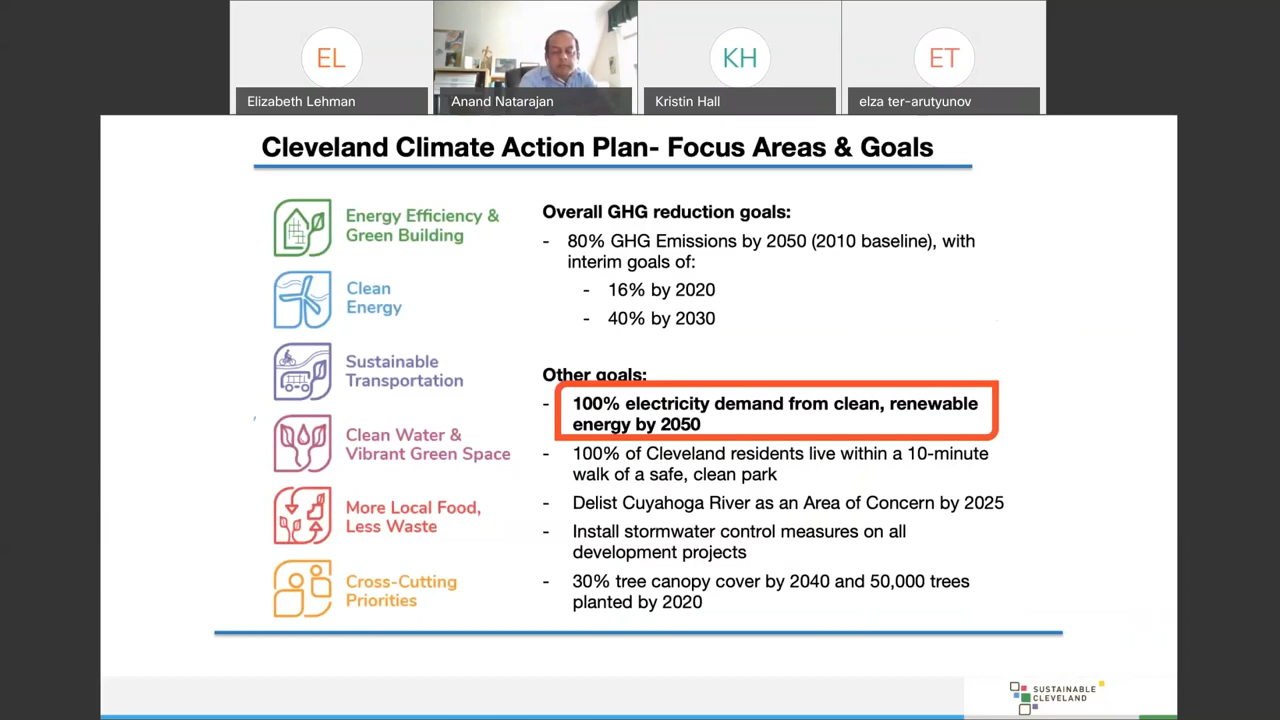 EL
KH
ET
Elizabeth Lehman
Anand Natarajan
Kristin Hall
elza ter-arutyunov
Cleveland Climate Action Plan- Focus Areas & Goals
Energy Efficiency &
Green Building
Clean
Energy
Sustainable
Transportation
Clean Water &
Vibrant Green Space
More Local Food,
Less Waste
Cross-Cutting
Priorities
Overall GHG reduction goals:
- 80% GHG Emissions by 2050 (2010 baseline), with
interim goals of:
- 16% by 2020
- 40% by 2030
Other goals:
- 100% electricity demand from clean, renewable
energy by 2050
- 100% of Cleveland residents live within a 10-minute
walk of a safe, clean park
- Delist Cuyahoga River as an Area of Concern by 2025
- Install stormwater control measures on all
development projects
- 30% tree canopy cover by 2040 and 50,000 trees
planted by 2020
SUSTAINABLE
CLEVELAND